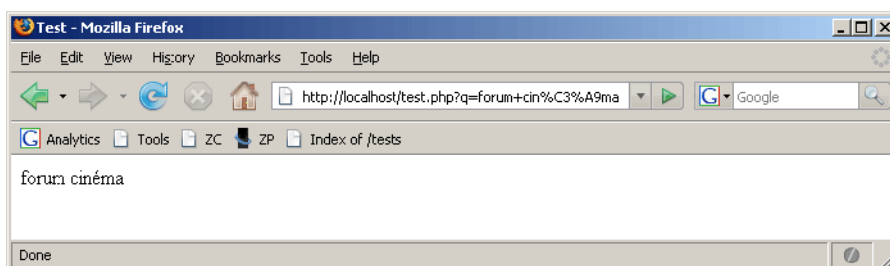 Test - Mozilla Firefox
File Edit View History Bookmarks Tools Help
http://localhost/test.php?q=forum+cin%C3%A9ma G Google
G Analytics Tools ZC ZP Index of /tests
forum cinéma
Done